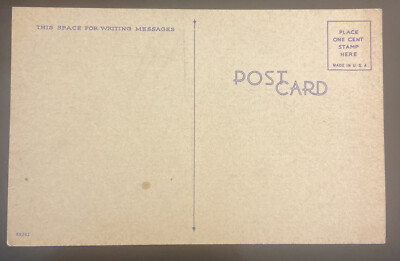 THIS SPACE FOR WRITING MESSAGES
PLACE
ONE CENT
STAMP
HERE
MADE IN U. S. A
POST
CARD